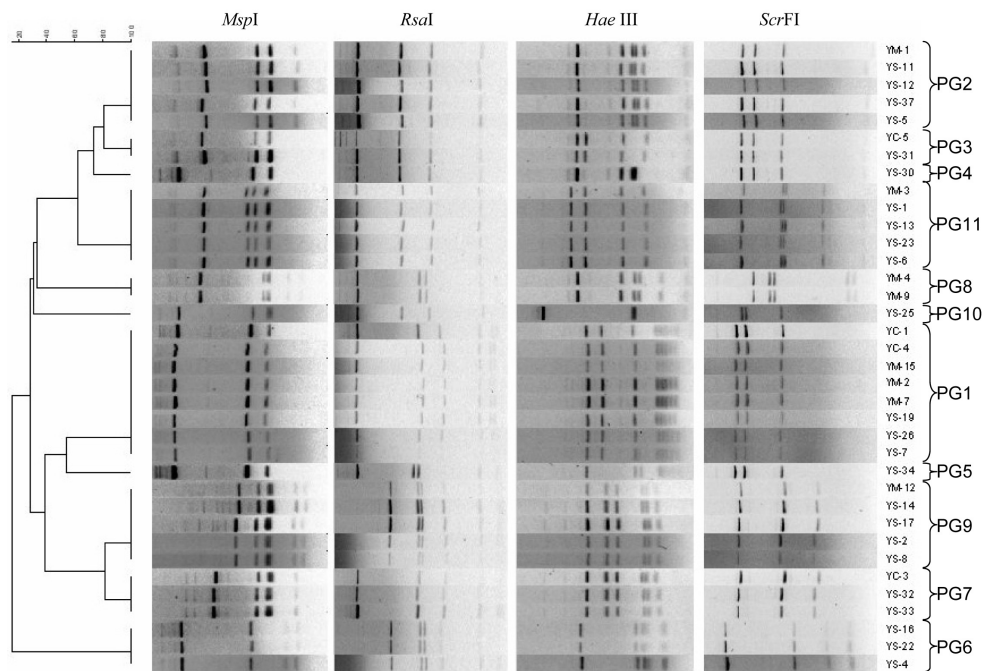 MspI RsaI Hae III ScrFI
20 40 60 80 100
YM-1
YS-11
YS-12
YS-37
YS-5
PG2
YC-5
YS-31
PG3
YS-30
PG4
YM-3
YS-1
YS-13
YS-23
YS-6
PG11
YM-4
YM-9
PG8
YS-25
PG10
YC-1
YC-4
YM-15
YM-2
YM-7
YS-19
YS-26
YS-7
PG1
YS-34
PG5
YM-12
YS-14
YS-17
YS-2
YS-8
PG9
YC-3
YS-32
YS-33
PG7
YS-16
YS-22
YS-4
PG6